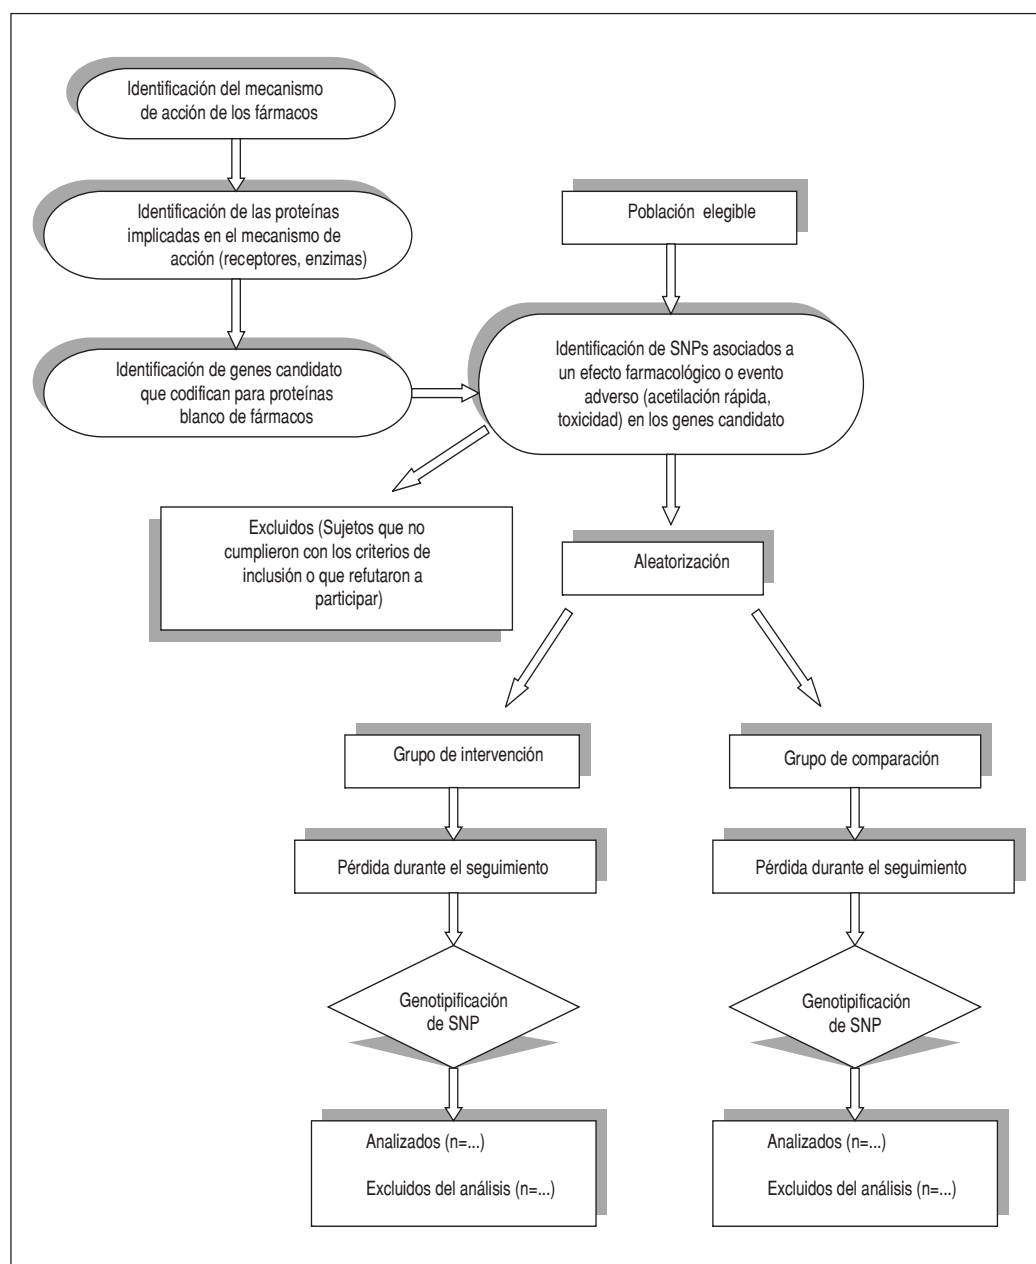 Identificación del mecanismo
de acción de los fármacos
Identificación de las proteínas
implicadas en el mecanismo de
acción (receptores, enzimas)
Población elegible
Identificación de genes candidato
que codifican para proteínas
blanco de fármacos
Identificación de SNPs asociados a
un efecto farmacológico o evento
adverso (acetilación rápida,
toxicidad) en los genes candidato
Excluidos (Sujetos que no
cumplieron con los criterios de
inclusión o que refutaron a
participar)
Aleatorización
Grupo de intervención
Grupo de comparación
Pérdida durante el seguimiento
Pérdida durante el seguimiento
Genotipificación
de SNP
Genotipificación
de SNP
Analizados (n=...)
Excluidos del análisis (n=...)
Analizados (n=...)
Excluidos del análisis (n=...)